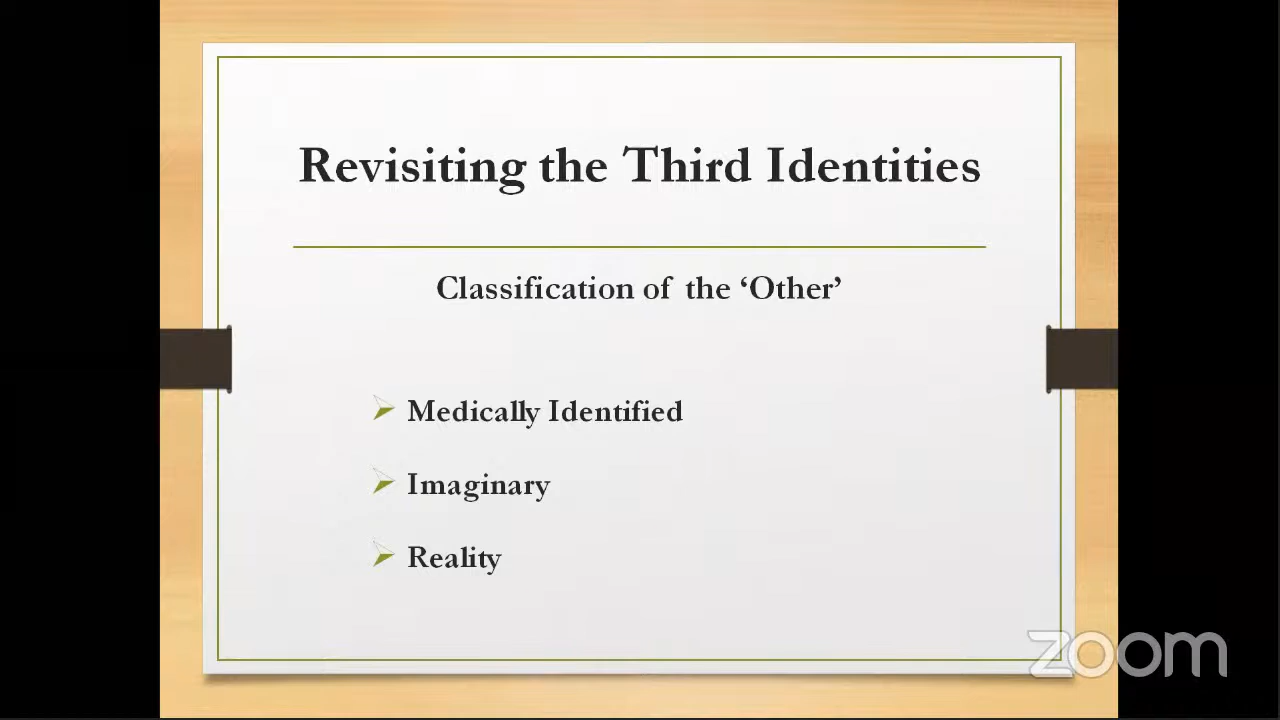 Revisiting the Third Identities
Classification of the ‘Other’
Medically Identified
Imaginary
Reality
zoom